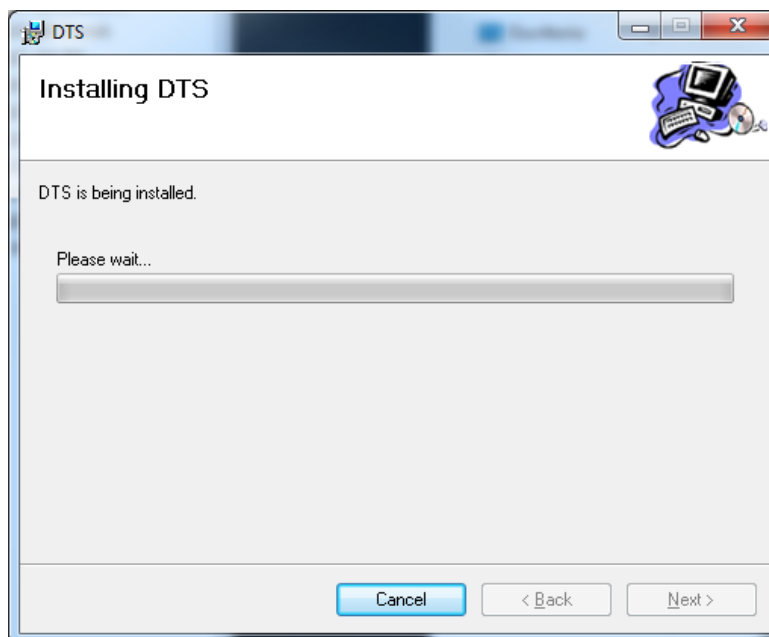 DTS
Installing DTS
DTS is being installed.
Please wait...
Cancel
< Back
Next >